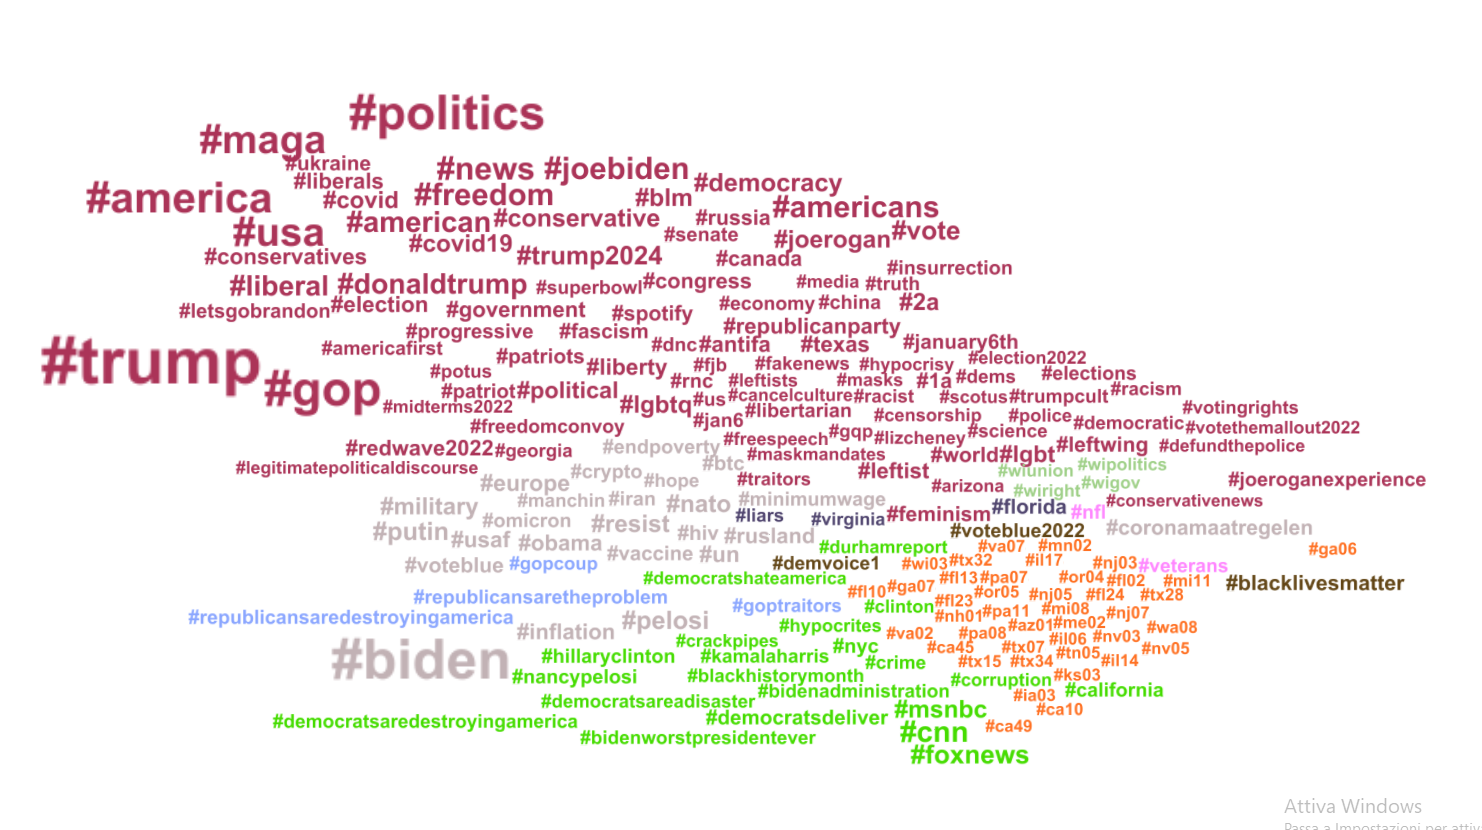 #politics
#maga
#ukraine
#news #joebiden
#liberals
#democracy
#america
#covid
#freedom
#blm
#americans
#usa
#american
#conservative
#russia
#vote
#senate
#joerogan
#conservatives
#covid19
#trump2024
#canada
#insurrection
#liberal
#donaldtrump
#superbowl
#congress
#media
#truth
#letsgobrandon
#election
#government
#spotify
#economy
#china
#2a
#progressive
#fascism
#republicanparty
#americafirst
#dnc
#antifa
#texas
#january6th
#trump
#patriots
#liberty
#fjb
#fakenews
#hypocrisy
#election2022
#potus
#gop
#patriot
#political
#rnc
#leftists
#masks
#1a
#dems
#elections
#midterms2022
#lgbtq
#us
#cancelculture
#racist
#scotus
#trumpcult
#racism
#freedomconvoy
#jan6
#libertarian
#censorship
#police
#democratic
#votingrights
#votethemallout2022
#redwave2022
#georgia
#endpoverty
#freespeech
#gqp
#lizcheney
#science
#leftwing
#defundthepolice
#legitimatepoliticaldiscourse
#crypto
#btc
#maskmandates
#world
#lgbt
#wiunion
#wipolitics
#europe
#hope
#traitors
#leftist
#arizona
#wiright
#wigov
#joeroganexperience
#military
#manchin
#iran
#nato
#minimumwage
#florida
#nfl
#conservativenews
#putin
#omicron
#resist
#hiv
#liars
#virginia
#feminism
#voteblue2022
#coronamaatregelen
#usaf
#obama
#vaccine
#un
#rusland
#durhamreport
#va07
#mn02
#ga06
#voteblue
#gopcoup
#demvoice1
#wi03
#tx32
#il17
#nj03
#veterans
#democratshateamerica
#fl13
#pa07
#or04
#fl02
#mi11
#blacklivesmatter
#republicansaretheproblem
#fl10
#ga07
#or05
#nj05
#fl24
#tx28
#republicansaredestroyingamerica
#goptraitors
#clinton
#fl23
#nh01
#pa11
#mi08
#nj07
#inflation
#pelosi
#hypocrites
#va02
#pa08
#az01
#me02
#wa08
#biden
#crackpipes
#nyc
#ca45
#tx07
#il06
#nv03
#nv05
#hillaryclinton
#kamalaharris
#crime
#tx15
#tx34
#tn05
#il14
#nancypelosi
#blackhistorymonth
#corruption
#ks03
#democratsareadisaster
#bidenadministration
#ia03
#california
#democratsaredestroyingamerica
#democratsdeliver
#msnbc
#ca10
#bidenworstpresidentever
#cnn
#ca49
#foxnews
Attiva Windows
Passa a Impostazioni per attiv